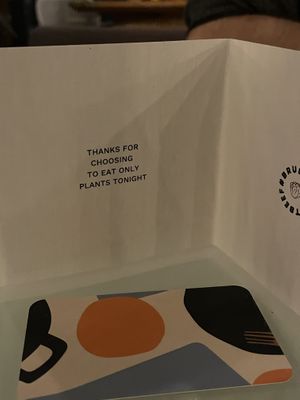 THANKS FOR
CHOOSING
TO EAT ONLY
PLANTS TONIGHT